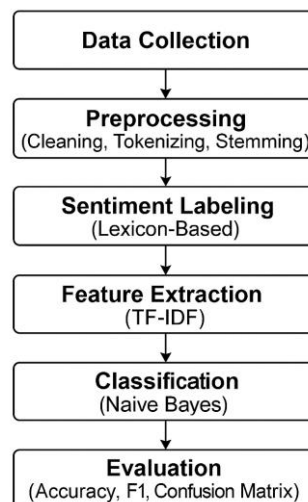 Data Collection
Preprocessing
(Cleaning, Tokenizing, Stemming)
Sentiment Labeling
(Lexicon-Based)
Feature Extraction
(TF-IDF)
Classification
(Naive Bayes)
Evaluation
(Accuracy, F1, Confusion Matrix)